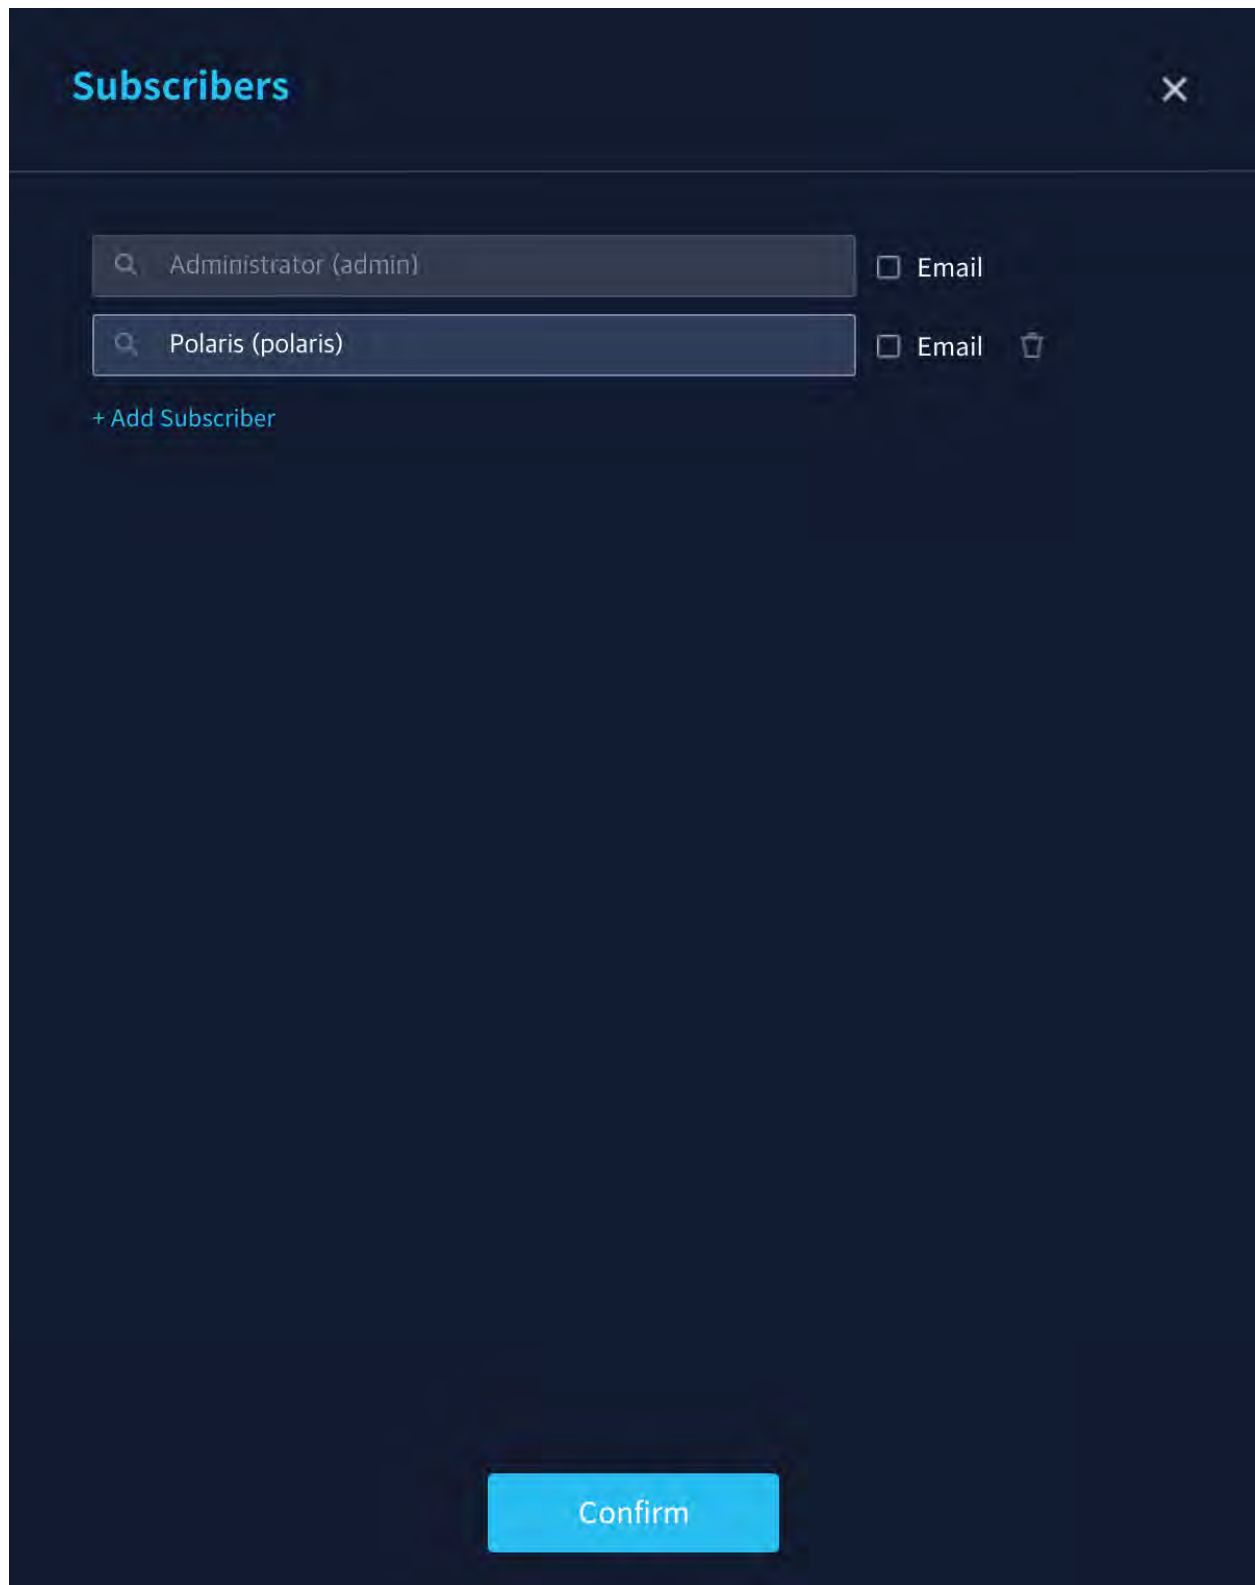 Subscribers
Administrator (admin)
Email
Polaris (polaris)
Email
+ Add Subscriber
Confirm